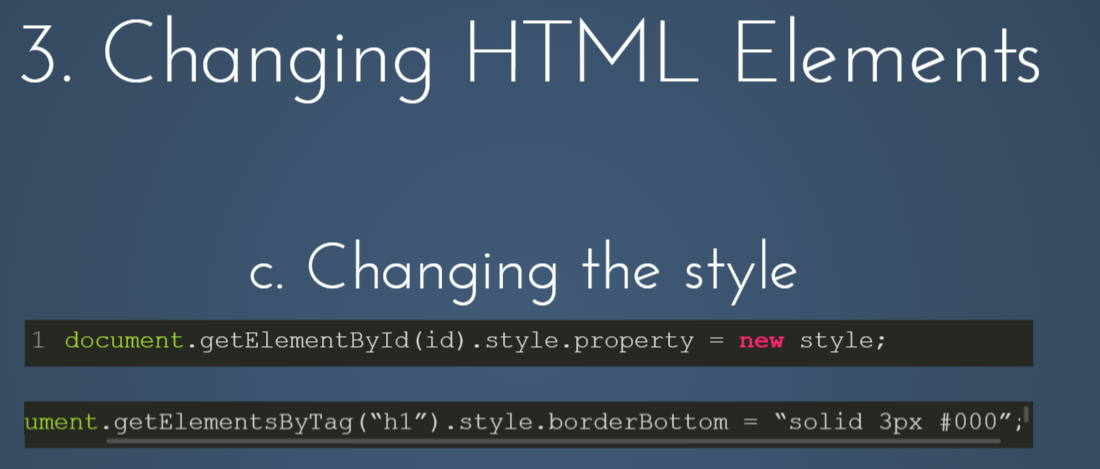 3. Changing HTML Elements
c. Changing the style
1 document.getElementById(id).style.property = new style;
ument.getElementsByTag(“h1”).style.borderBottom = “solid 3px #000”;